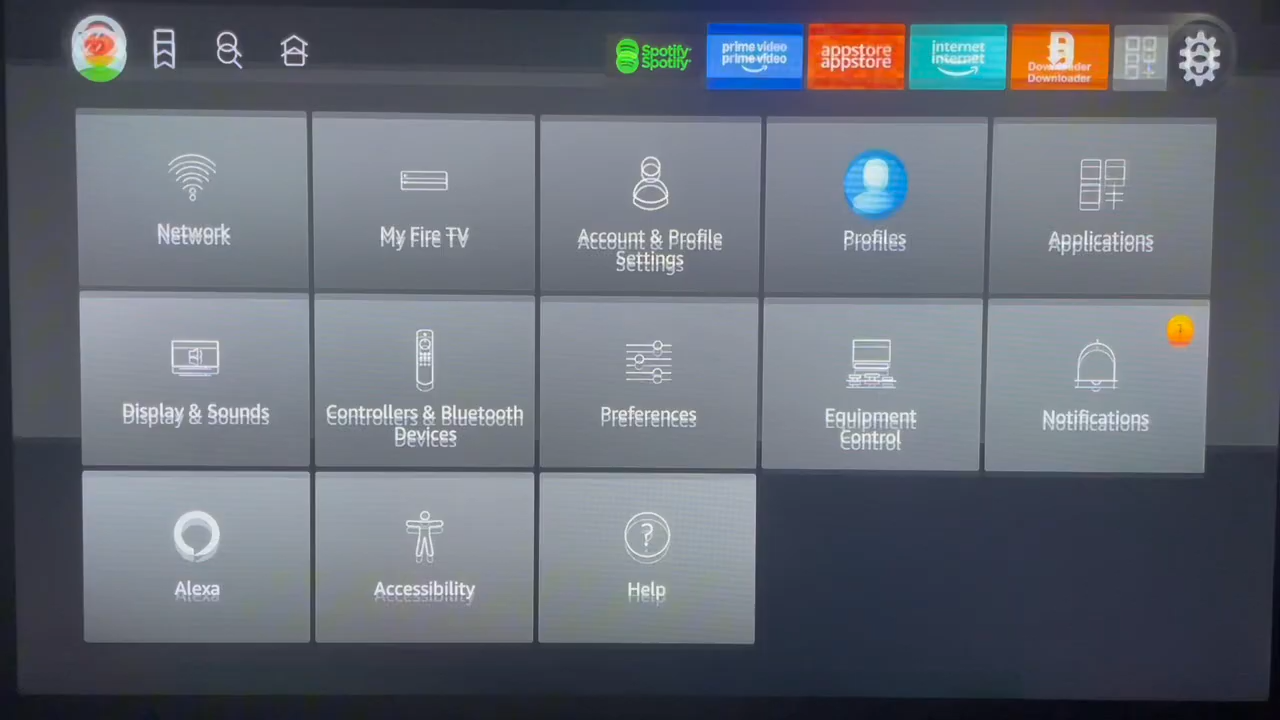 Spotify
prime video
appstore
internet
Downloader
Network
My Fire TV
Account & Profile
Settings
Profiles
Applications
Display & Sounds
Controllers & Bluetooth
Devices
Preferences
Equipment
Control
Notifications
Alexa
Accessibility
?
Help